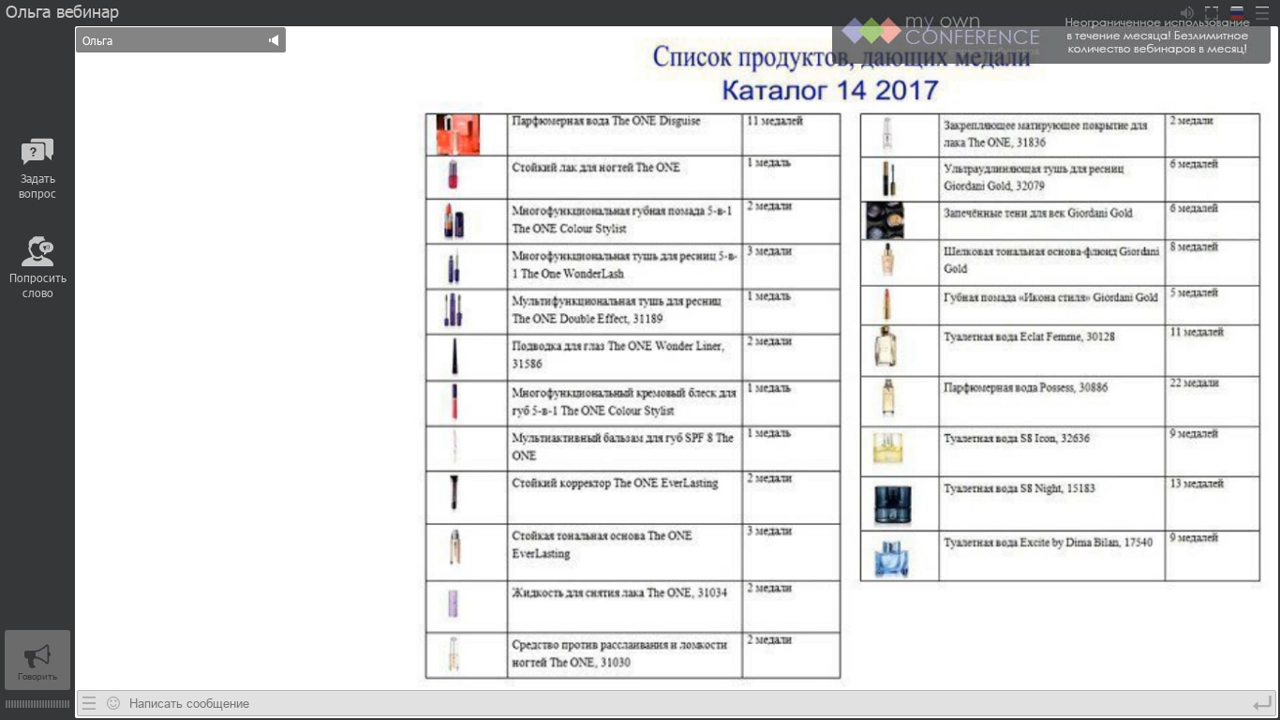 Ольга вебинар
Ольга
my own
CONFERENCE
Неограниченное использование
в течение месяца! Безлимитное
количество вебинаров в месяц!
Задать
вопрос
Попросить
слово
Говорить
Список продуктов, дающих медали
Каталог 14 2017
Парфюмерная вода The ONE Disguise
11 медалей
Стойкий лак для ногтей The ONE
1 медаль
Многофункциональная губная помада 5-в-1
The ONE Colour Stylist
2 медали
Многофункциональная тушь для ресниц 5-в-
1 The One WonderLash
3 медали
Мультифункциональная тушь для ресниц
The ONE Double Effect, 31189
1 медаль
Подводка для глаз The ONE Wonder Liner,
31586
2 медали
Многофункциональный кремовый блеск для
губ 5-в-1 The ONE Colour Stylist
1 медаль
Мультиактивный бальзам для губ SPF 8 The
ONE
1 медаль
Стойкий корректор The ONE EverLasting
2 медали
Стойкая тональная основа The ONE
EverLasting
3 медали
Жидкость для снятия лака The ONE, 31034
2 медали
Средство против расслаивания и ломкости
ногтей The ONE, 31030
2 медали
Закрепляющее матирующее покрытие для
лака The ONE, 31836
2 медали
Ультраудлиняющая тушь для ресниц
Giordani Gold, 32079
6 медалей
Запечённые тени для век Giordani Gold
6 медалей
Шелковая тональная основа-флюид Giordani
Gold
8 медалей
Губная помада «Икона стиля» Giordani Gold
5 медалей
Туалетная вода Eclat Femme, 30128
11 медалей
Парфюмерная вода Possess, 30886
22 медали
Туалетная вода S8 Icon, 32636
9 медалей
Туалетная вода S8 Night, 15183
13 медалей
Туалетная вода Excite by Dima Bilan, 17540
9 медалей
Написать сообщение